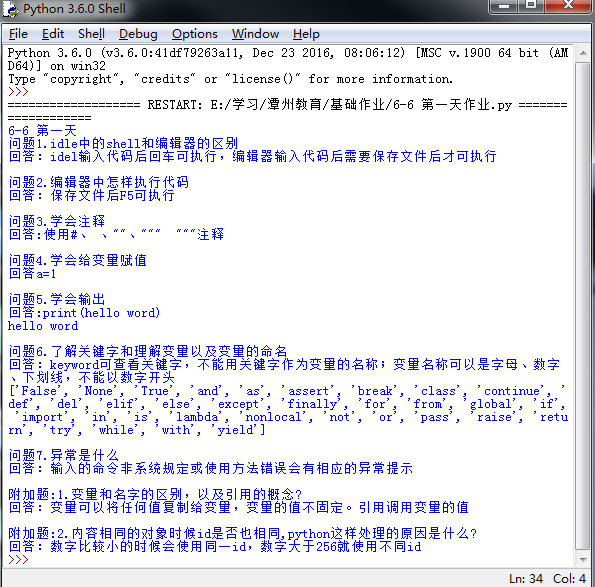 Python 3.6.0 Shell
File Edit Shell Debug Options Window Help
Python 3.6.0 (v3.6.0:41df79263a11, Dec 23 2016, 08:06:12) [MSC v.1900 64 bit (AM
D64)] on win32
Type "copyright", "credits" or "license()" for more information.
>>>
=================== RESTART: E:/学习/潭州教育/基础作业/6-6 第一天作业.py =======
============
6-6 第一天
问题1.idle中的shell和编辑器的区别
回答: idel输入代码后回车可执行，编辑器输入代码后需要保存文件后才可执行
问题2.编辑器中怎样执行代码
回答: 保存文件后F5可执行
问题3.学会注释
回答:使用#、 、""、""" """注释
问题4.学会给变量赋值
回答a=1
问题5.学会输出
回答:print(hello word)
hello word
问题6.了解关键字和理解变量以及变量的命名
回答: keyword可查看关键字，不能用关键字作为变量的名称；变量名称可以是字母、数字
、下划线，不能以数字开头
['False', 'None', 'True', 'and', 'as', 'assert', 'break', 'class', 'continue', '
def', 'del', 'elif', 'else', 'except', 'finally', 'for', 'from', 'global', 'if',
'import', 'in', 'is', 'lambda', 'nonlocal', 'not', 'or', 'pass', 'raise', 'retu
rn', 'try', 'while', 'with', 'yield']
问题7.异常是什么
回答: 输入的命令非系统规定或使用方法错误会有相应的异常提示
附加题:1.变量和名字的区别，以及引用的概念?
回答: 变量可以将任何值复制给变量，变量的值不固定。引用调用变量的值
附加题:2.内容相同的对象时候id是否也相同,python这样处理的原因是什么?
回答: 数字比较小的时候会使用同一id，数字大于256就使用不同id
>>>
Ln: 34 Col: 4